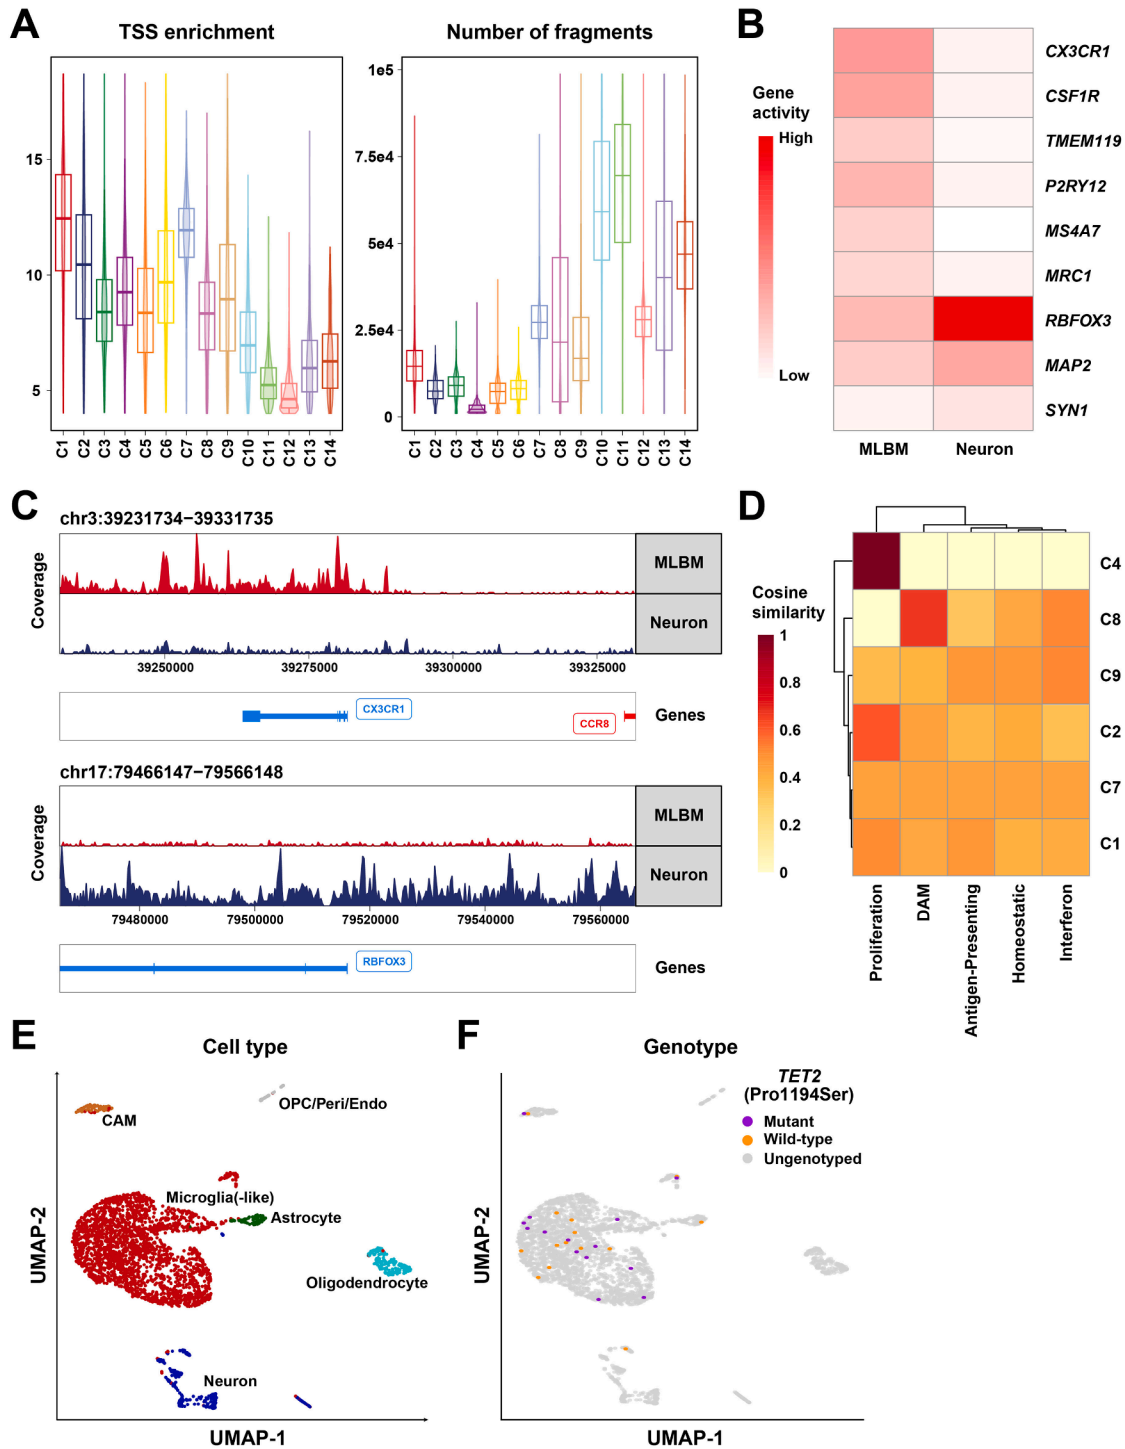 A
TSS enrichment
15
10
5
C1 C2 C3 C4 C5 C6 C7 C8 C9 C10 C11 C12 C13 C14
Number of fragments
1e5
7.5e4
5e4
2.5e4
0
C1 C2 C3 C4 C5 C6 C7 C8 C9 C10 C11 C12 C13 C14
B
Gene
activity
High
Low
CX3CR1
CSF1R
TMEM119
P2RY12
MS4A7
MRC1
RBFOX3
MAP2
SYN1
MLBM Neuron
C
chr3:39231734−39331735
Coverage
MLBM
Neuron
39250000 39275000 39300000 39325000
CX3CR1
CCR8
Genes
chr17:79466147−79566148
Coverage
MLBM
Neuron
79480000 79500000 79520000 79540000 79560000
RBFOX3
Genes
D
Cosine
similarity
1
0.8
0.6
0.4
0.2
0
C4
C8
C9
C2
C7
C1
Proliferation
DAM
Antigen-Presenting
Homeostatic
Interferon
E
Cell type
UMAP-2
CAM
OPC/Peri/Endo
Microglia(-like)
Astrocyte
Oligodendrocyte
Neuron
UMAP-1
F
Genotype
TET2
(Pro1194Ser)
Mutant
Wild-type
Ungenotyped
UMAP-2
UMAP-1